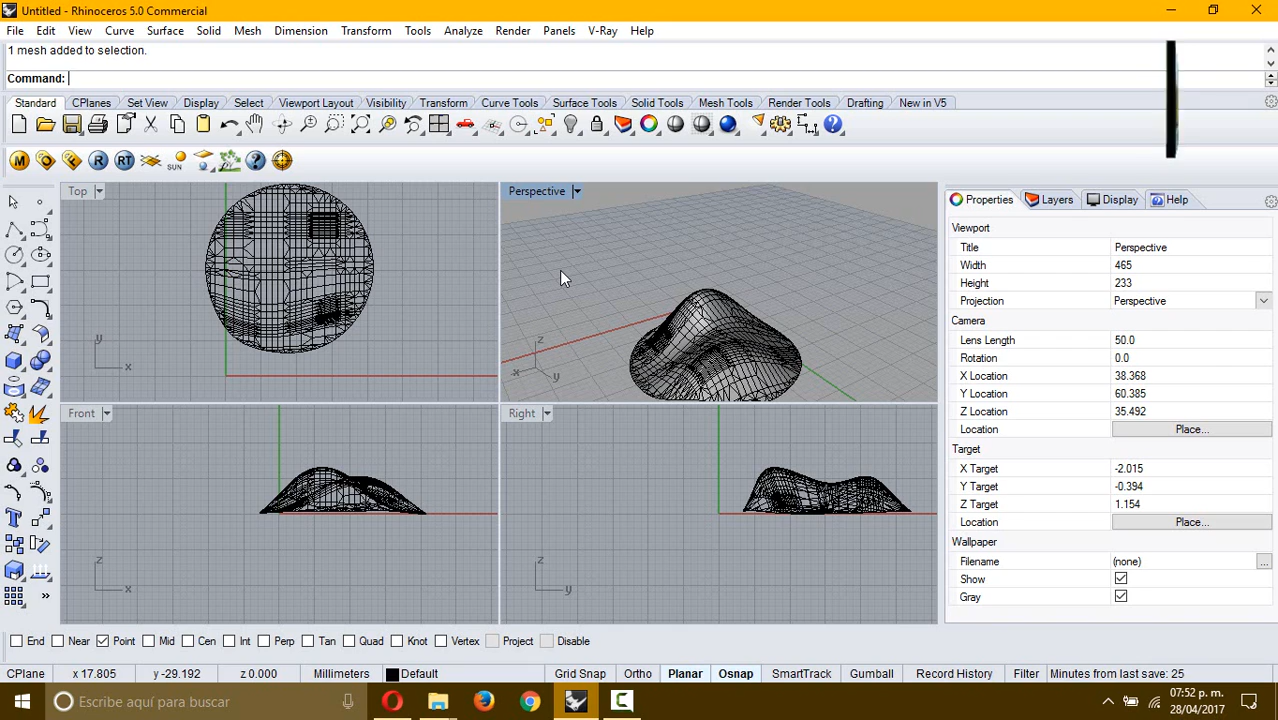 Untitled - Rhinoceros 5.0 Commercial
File Edit View Curve Surface Solid Mesh Dimension Transform Tools Analyze Render Panels V-Ray Help
1 mesh added to selection.
Command:
Standard CPlanes Set View Display Select Viewport Layout Visibility Transform Curve Tools Surface Tools Solid Tools Mesh Tools Render Tools Drafting New in V5
M O F R RT SUN
Top Perspective
Properties Layers Display Help
Viewport
Title Perspective
Width 465
Height 233
Projection Perspective
Camera
Lens Length 50.0
Rotation 0.0
X Location 38.368
Y Location 60.385
Z Location 35.492
Location Place...
Target
X Target -2.015
Y Target -0.394
Z Target 1.154
Location Place...
Wallpaper
Filename (none) ...
Show
Gray
y x
z x y
Front Right
z x
z y
End Near Point Mid Cen Int Perp Tan Quad Knot Vertex Project Disable
CPlane x 17.805 y -29.192 z 0.000 Millimeters Default Grid Snap Ortho Planar Osnap SmartTrack Gumball Record History Filter Minutes from last save: 25
Escribe aquí para buscar
07:52 p. m.
28/04/2017